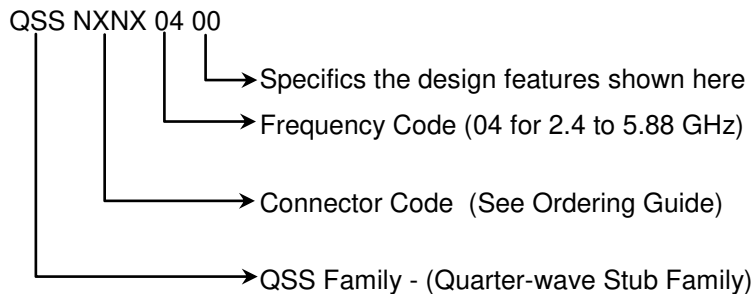 QSS NXNX 04 00
Specifics the design features shown here
Frequency Code (04 for 2.4 to 5.88 GHz)
Connector Code (See Ordering Guide)
QSS Family - (Quarter-wave Stub Family)